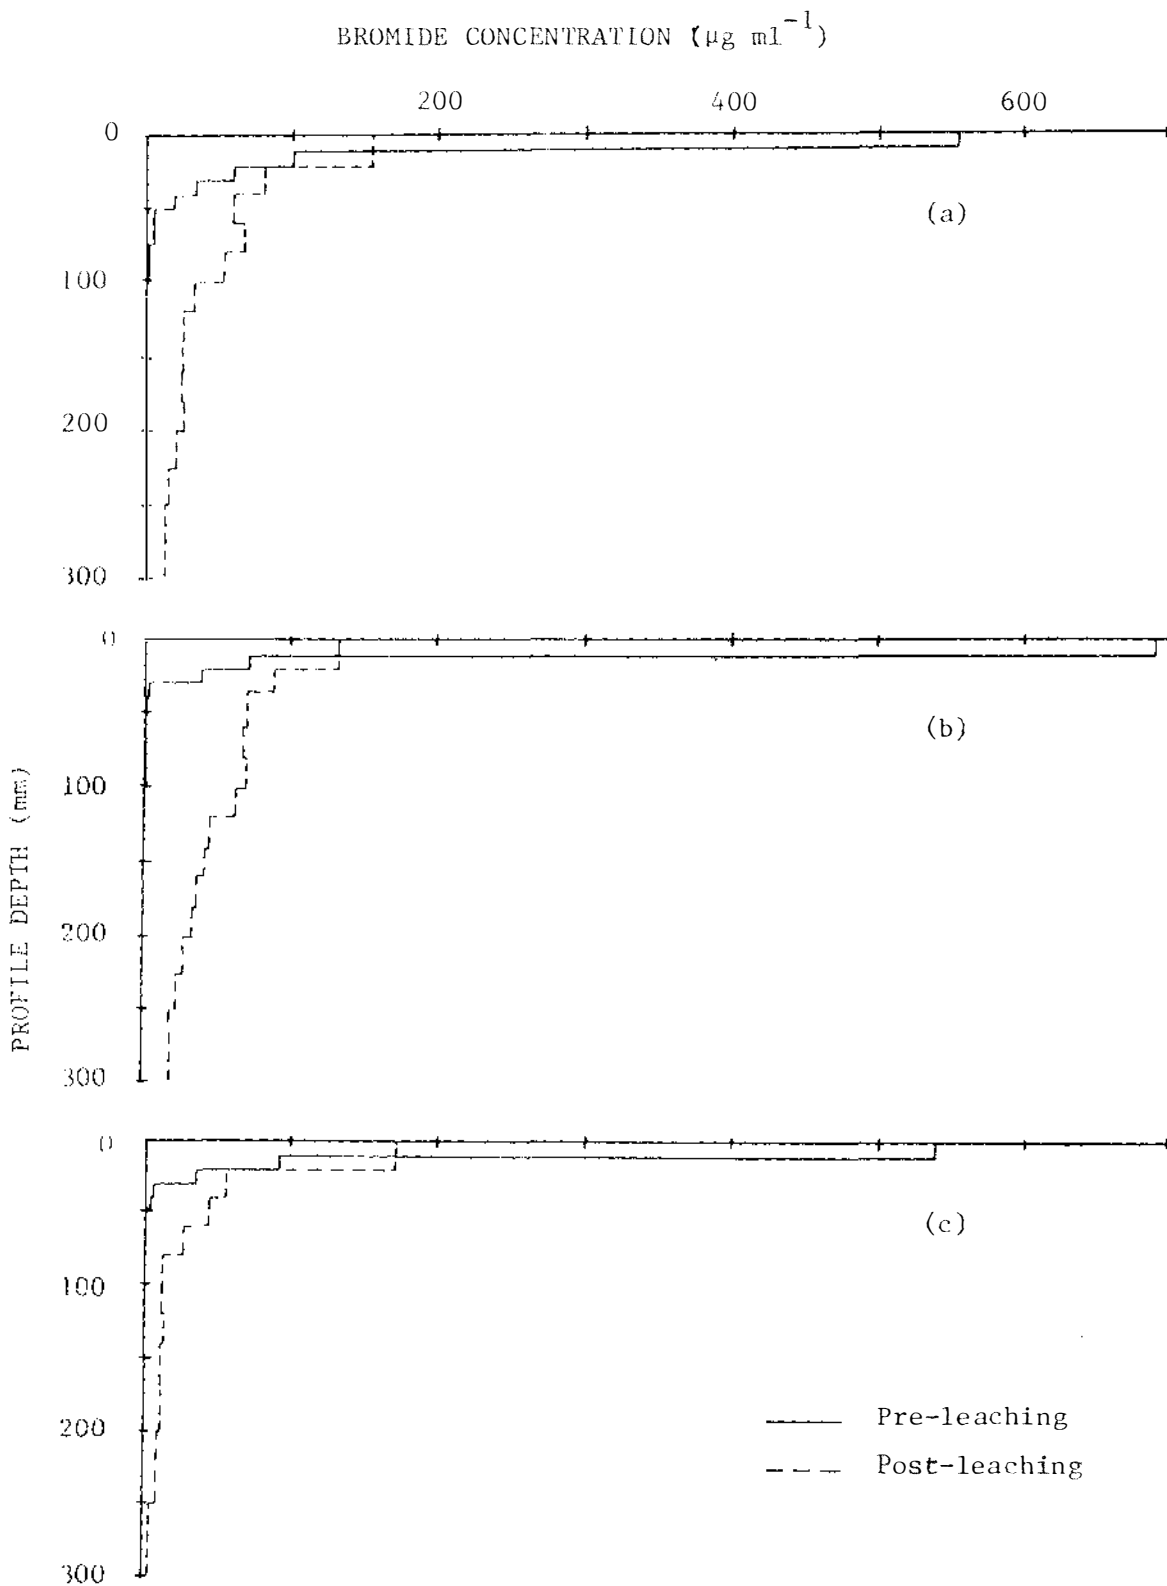 BROMIDE CONCENTRATION (µg ml⁻¹)
200 400 600
0
(a)
100
200
300
0
(b)
100
PROFILE DEPTH (mm)
200
300
0
(c)
100
Pre-leaching
200
Post-leaching
300